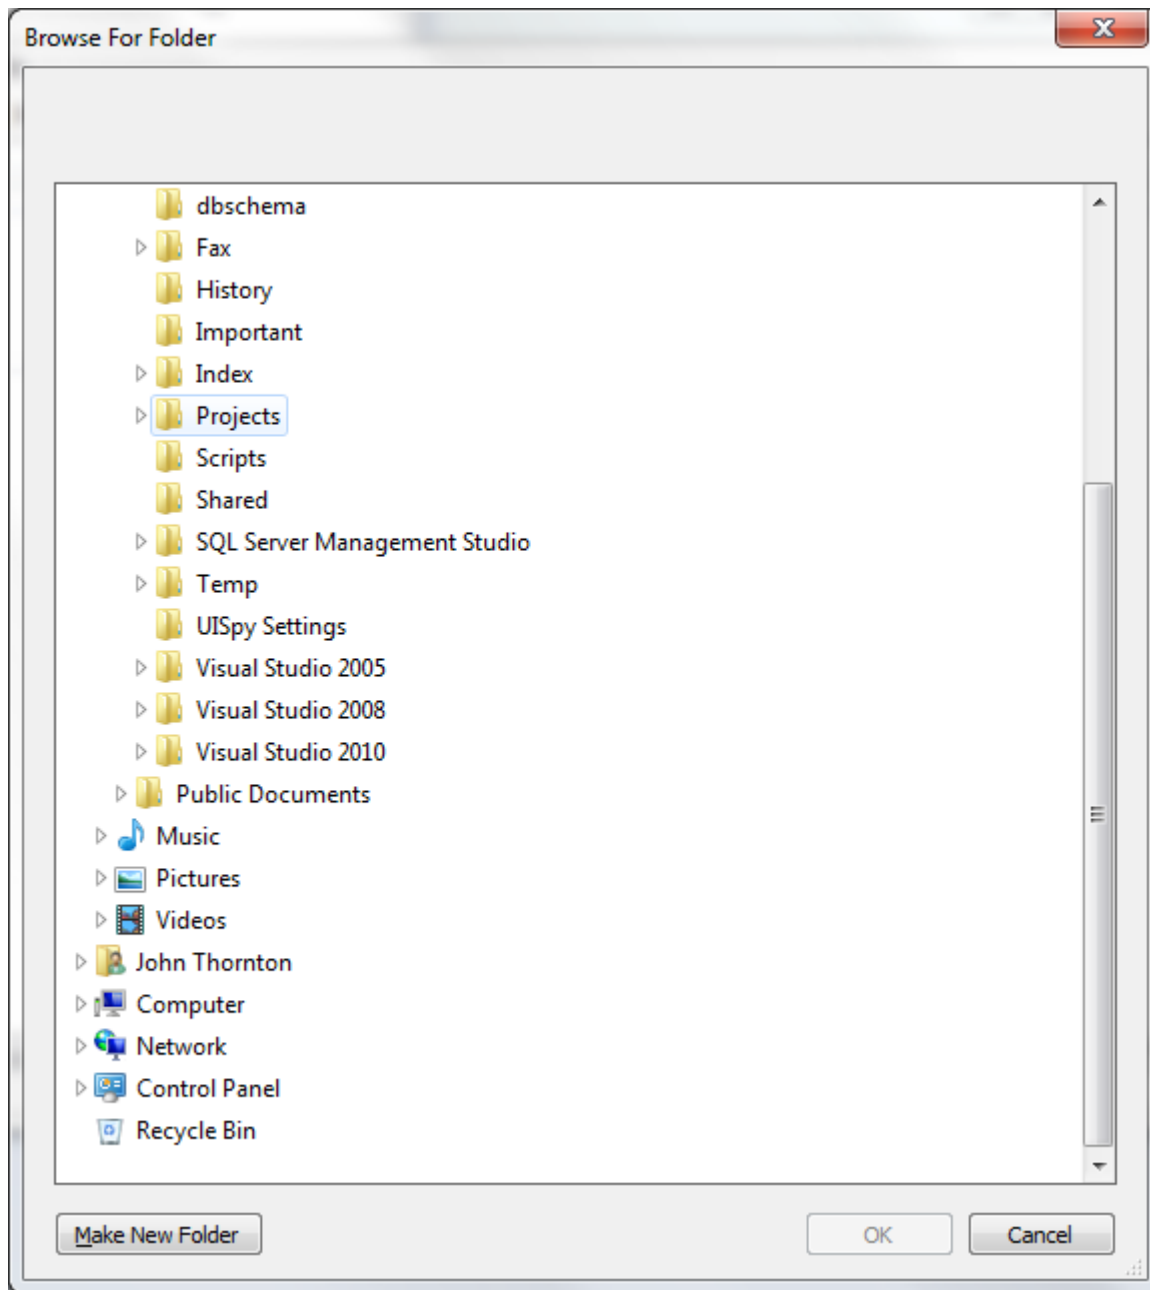 Browse For Folder
dbschema
Fax
History
Important
Index
Projects
Scripts
Shared
SQL Server Management Studio
Temp
UISpy Settings
Visual Studio 2005
Visual Studio 2008
Visual Studio 2010
Public Documents
Music
Pictures
Videos
John Thornton
Computer
Network
Control Panel
Recycle Bin
Make New Folder OK Cancel